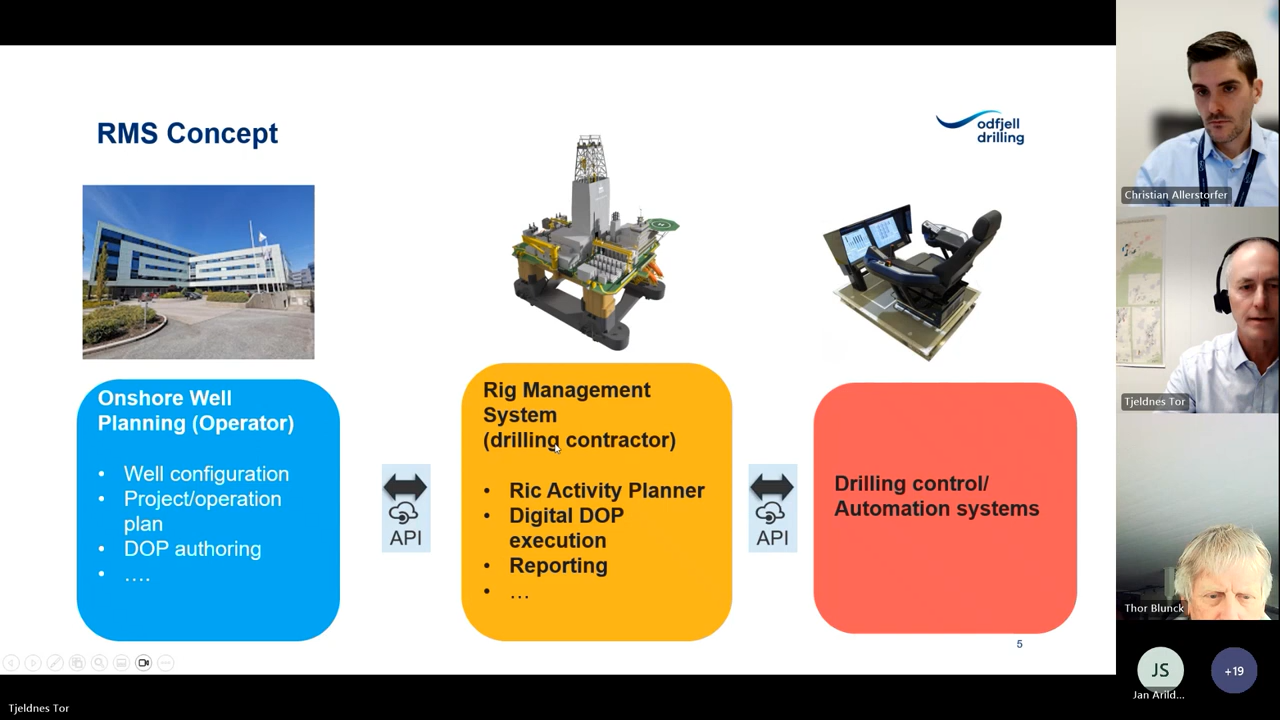 RMS Concept
odfjell
drilling
Onshore Well
Planning (Operator)
• Well configuration
• Project/operation
plan
• DOP authoring
• ....
API
Rig Management
System
(drilling contractor)
• Ric Activity Planner
• Digital DOP
execution
• Reporting
• ...
API
Drilling control/
Automation systems
5
Tjeldnes Tor
Christian Allerstorfer
Tjeldnes Tor
Thor Blunck
JS
Jan Arild...
+19